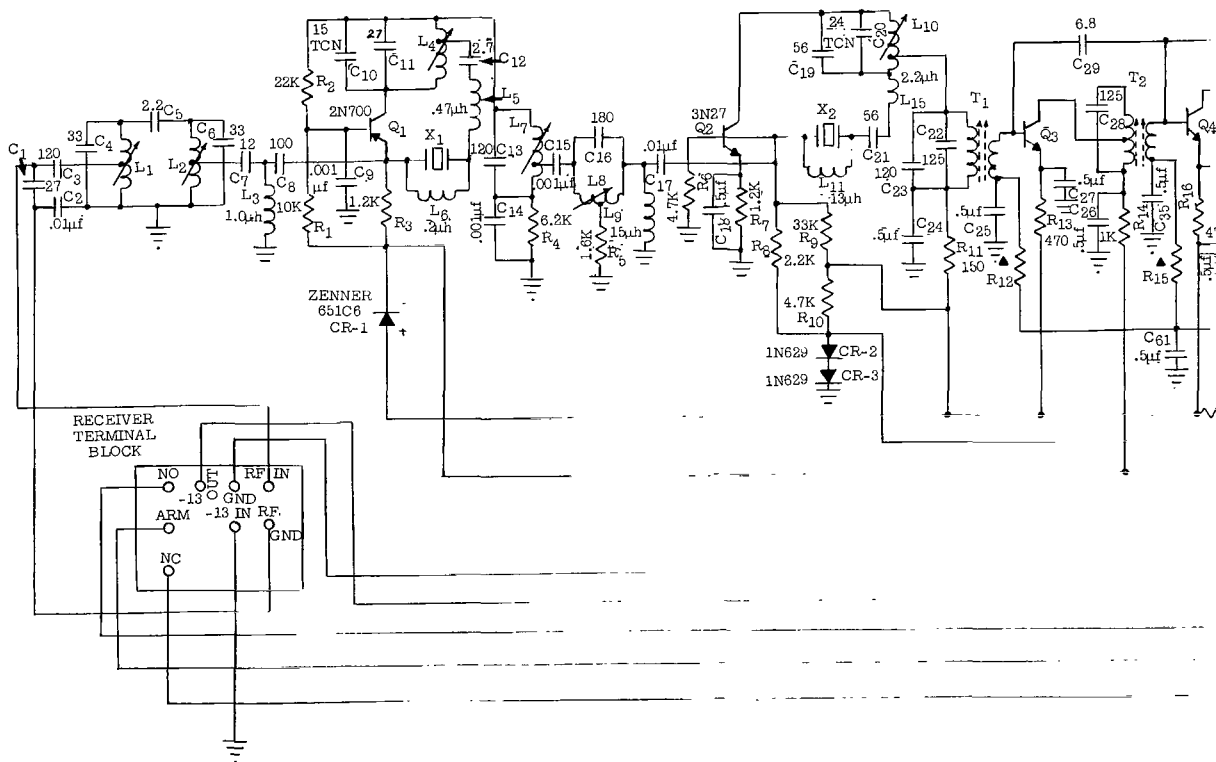 15
TCN
C10
27
C11
L4
2.7
C12
24
TCN
C20
L10
56
C19
6.8
C29
22K
R2
2N700
Q1
.47μh
L5
2.2μh
L15
3N27
Q2
T1
T2
125
C28
Q3
Q4
C1
120
C3
27
C2
.01μf
33
C4
L1
2.2
C5
C6
33
L2
12
C7
100
C8
L3
1.0μh
10K
R1
.001
μf
C9
1.2K
R3
X1
L6
.2μh
120
C13
L7
C14
.001μf
C15
.001μf
6.2K
R4
180
C16
L8
L9
15μh
1.6K
R5
.01μf
C17
R6
4.7K
.5μf
C18
1.2K
R7
R8
2.2K
X2
56
C21
L11
.13μh
33K
R9
4.7K
R10
C22
125
120
C23
.5μf
C24
R11
150
.5μf
C25
R12
.5μf
C27
R13
470
C26
.5μf
1K
R14
.5μf
C35
R15
R16
47
.5μf
C61
.5μf
ZENNER
651C6
CR-1
+
1N629
CR-2
1N629
CR-3
RECEIVER
TERMINAL
BLOCK
NO
-13
OUT
GND
RF IN
ARM
-13 IN
RF.
GND
NC